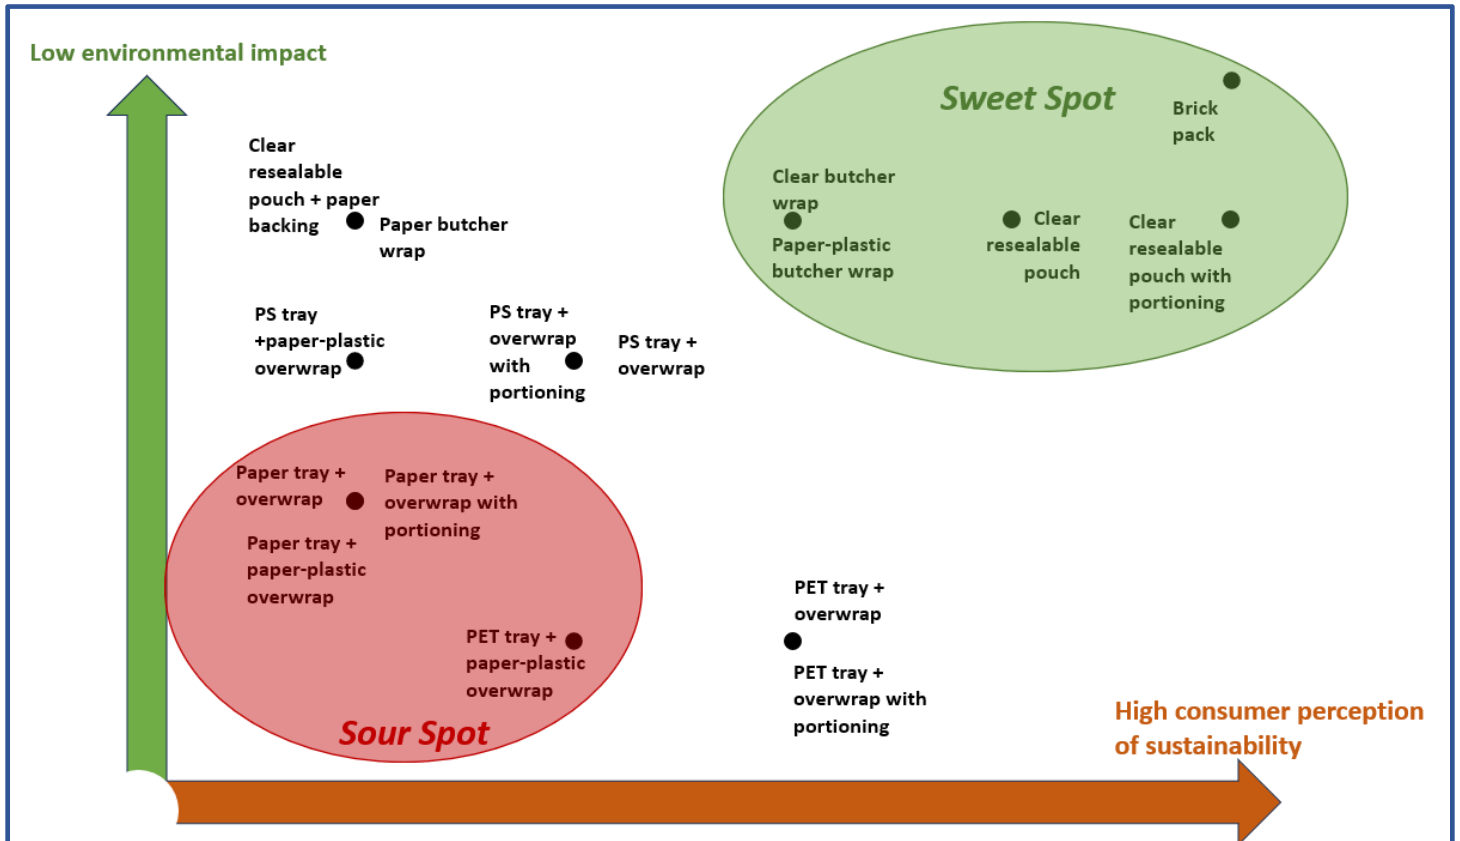 Low environmental impact
Sweet Spot
Brick
pack
Clear
resealable
pouch + paper
backing
Paper butcher
wrap
Clear butcher
wrap
Paper-plastic
butcher wrap
Clear
resealable
pouch
Clear
resealable
pouch with
portioning
PS tray
+paper-plastic
overwrap
PS tray +
overwrap
with
portioning
PS tray +
overwrap
Paper tray +
overwrap
Paper tray +
overwrap with
portioning
Paper tray +
paper-plastic
overwrap
PET tray +
paper-plastic
overwrap
Sour Spot
PET tray +
overwrap
PET tray +
overwrap with
portioning
High consumer perception
of sustainability